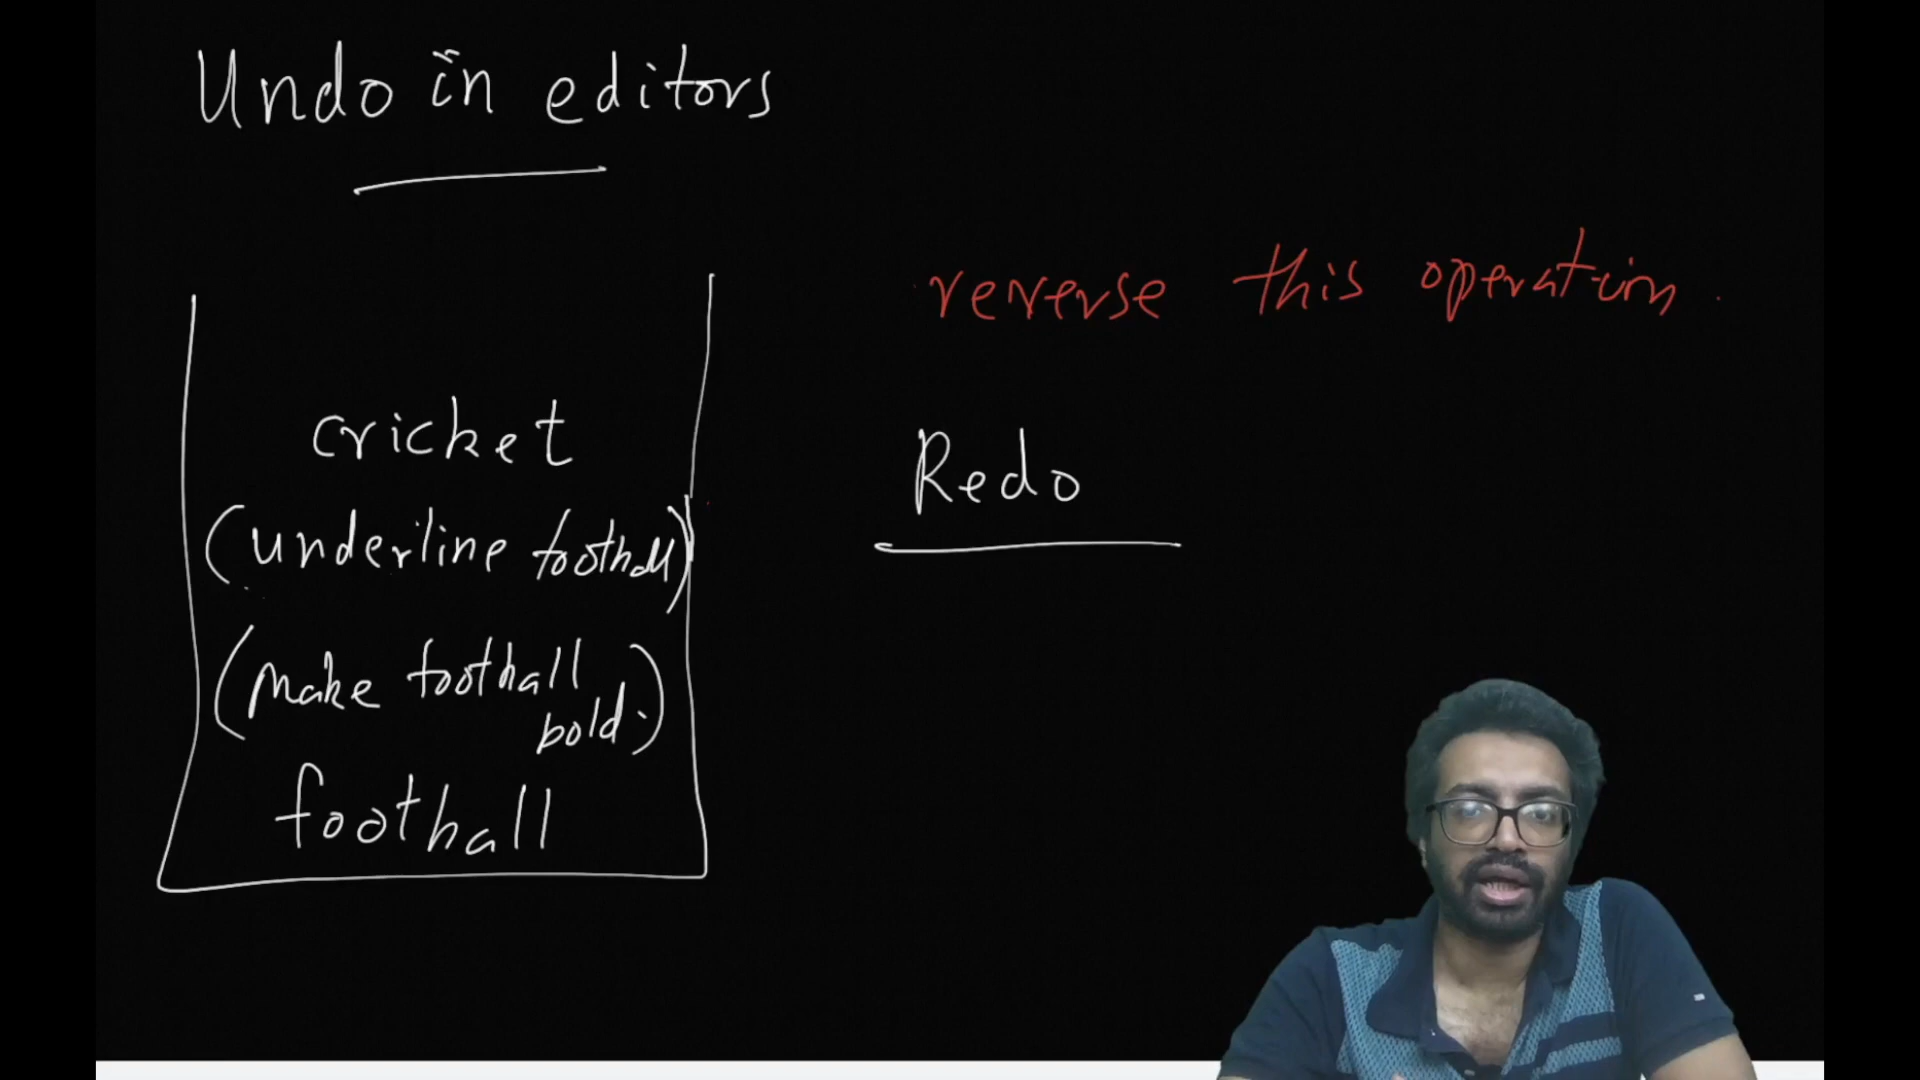 Undo in editors
reverse this operation.
cricket
Redo
(underline football)
(make football
bold.)
football